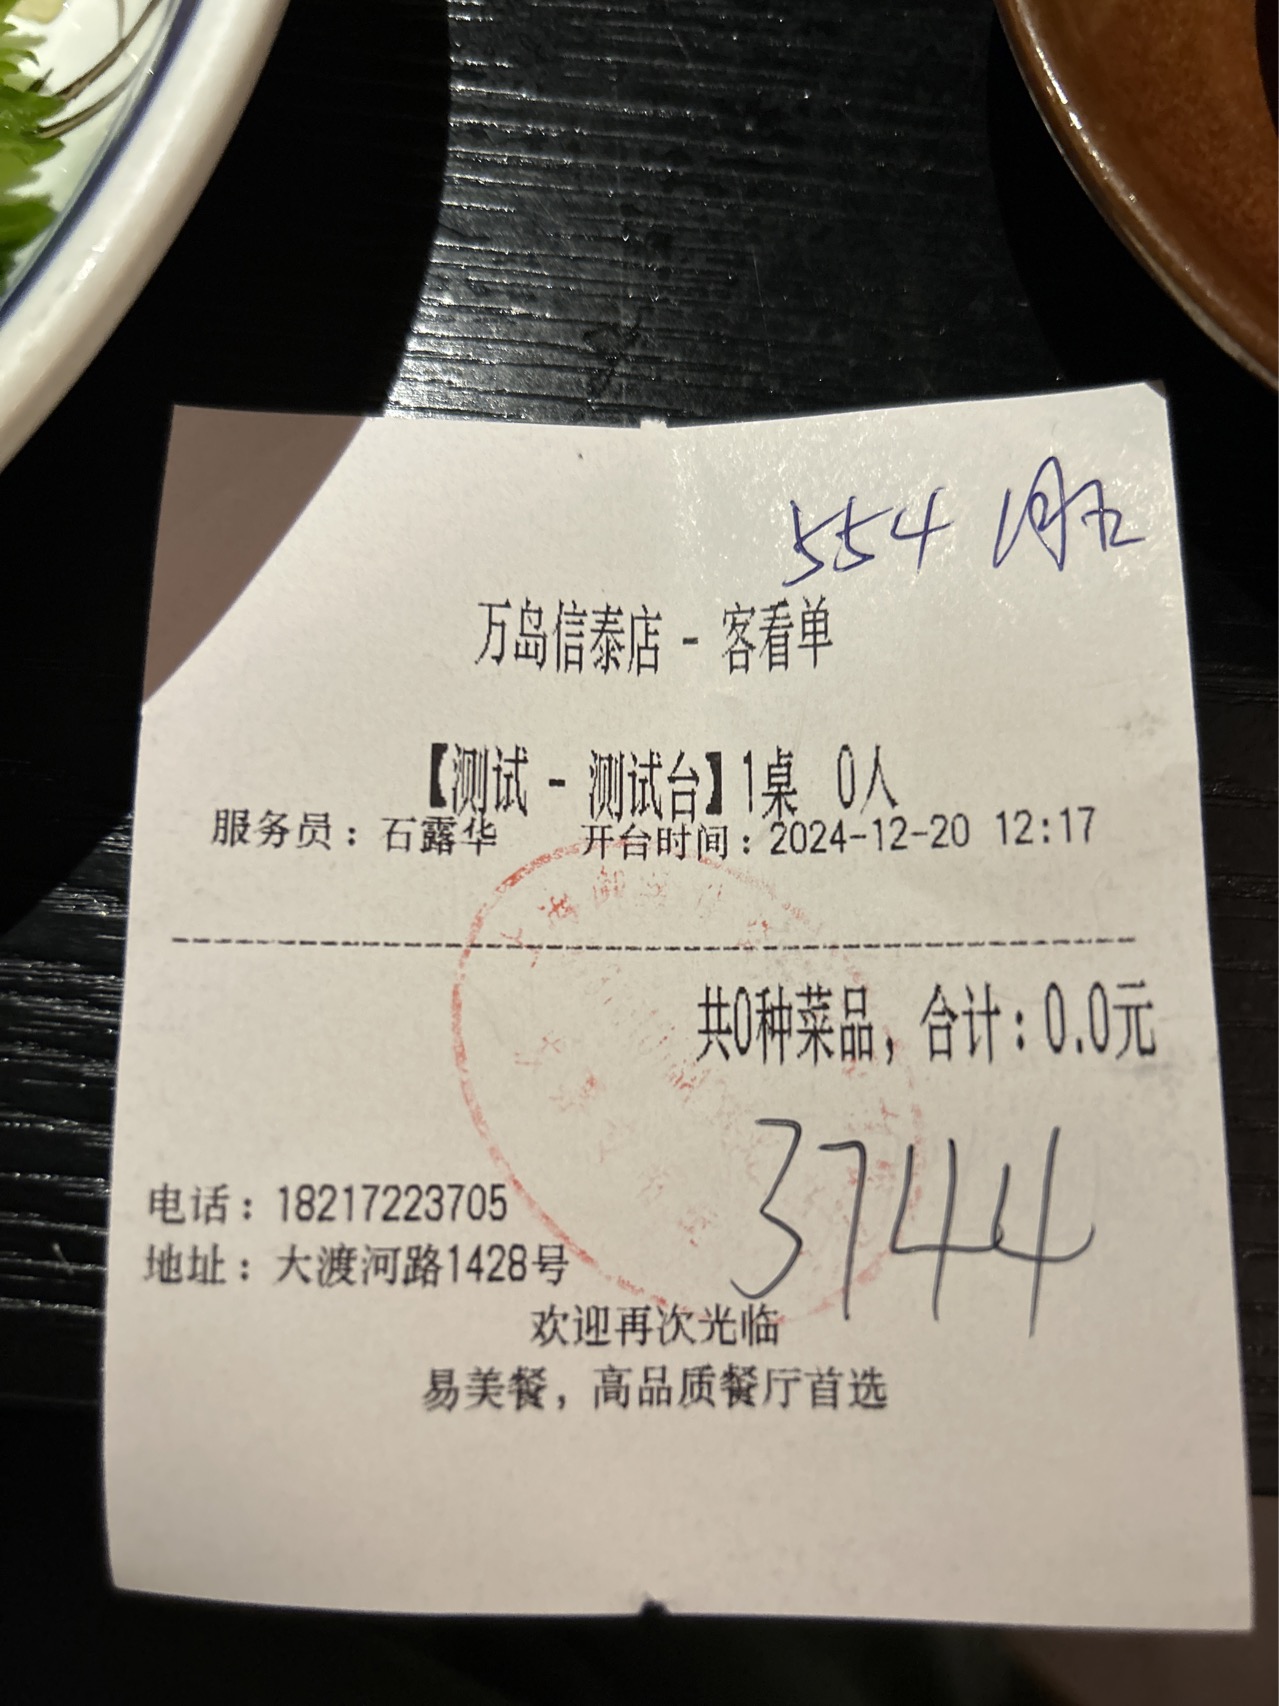 554
万岛信泰店 - 客看单
【测试 - 测试台】1桌 0人
服务员：石露华 开台时间：2024-12-20 12:17
共0种菜品，合计：0.0元
3744
电话：18217223705
地址：大渡河路1428号
欢迎再次光临
易美餐，高品质餐厅首选